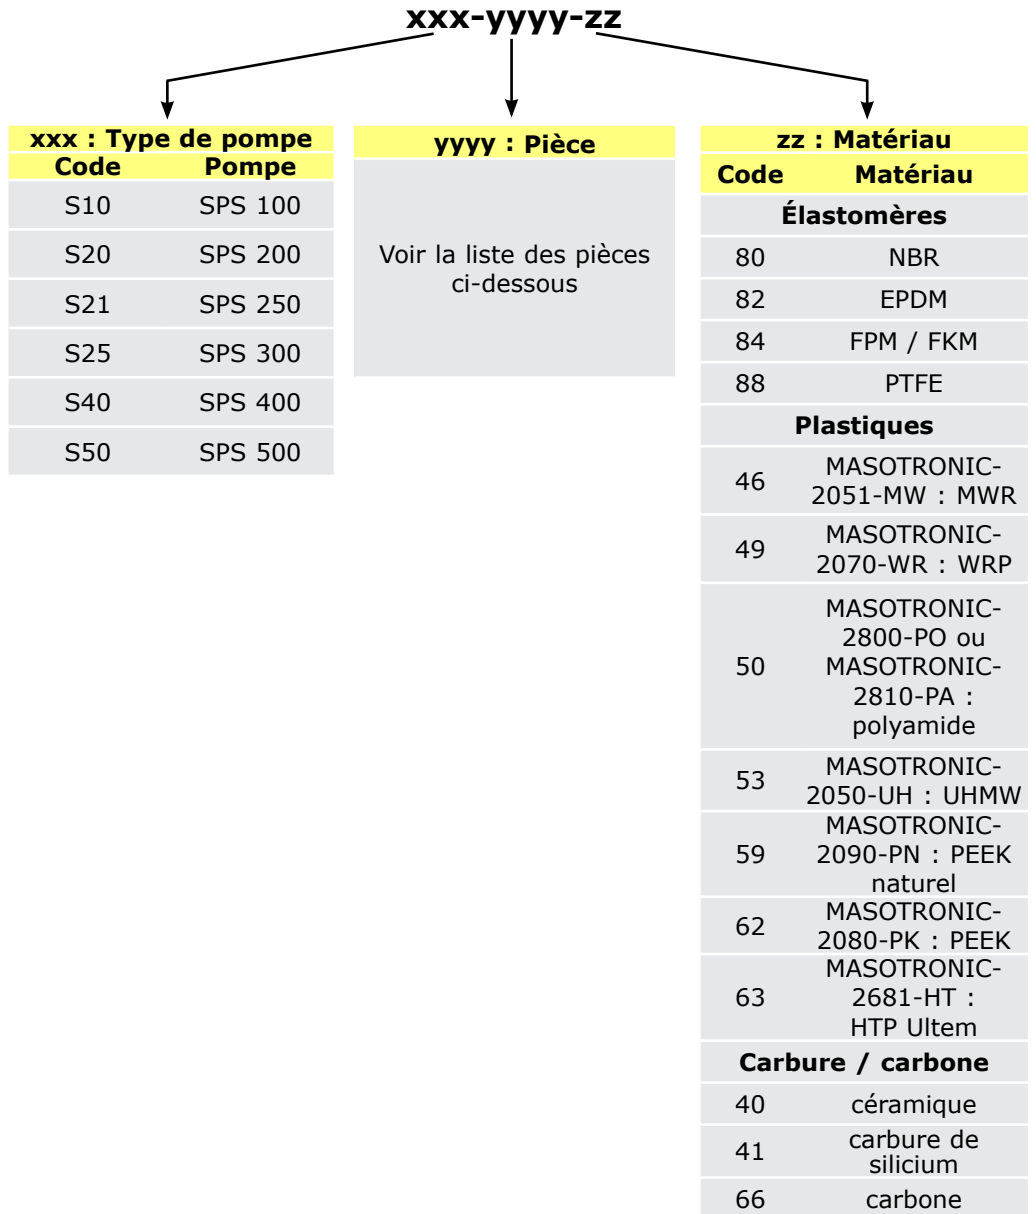 xxx-yyyy-zz
xxx : Type de pompe
Code Pompe
S10 SPS 100
S20 SPS 200
S21 SPS 250
S25 SPS 300
S40 SPS 400
S50 SPS 500
yyyy : Pièce
Voir la liste des pièces
ci-dessous
zz : Matériau
Code Matériau
Élastomères
80 NBR
82 EPDM
84 FPM / FKM
88 PTFE
Plastiques
46 MASOTRONIC-
2051-MW : MWR
49 MASOTRONIC-
2070-WR : WRP
50 MASOTRONIC-
2800-PO ou
MASOTRONIC-
2810-PA :
polyamide
53 MASOTRONIC-
2050-UH : UHMW
59 MASOTRONIC-
2090-PN : PEEK
naturel
62 MASOTRONIC-
2080-PK : PEEK
63 MASOTRONIC-
2681-HT :
HTP Ultem
Carbure / carbone
40 céramique
41 carbure de
silicium
66 carbone